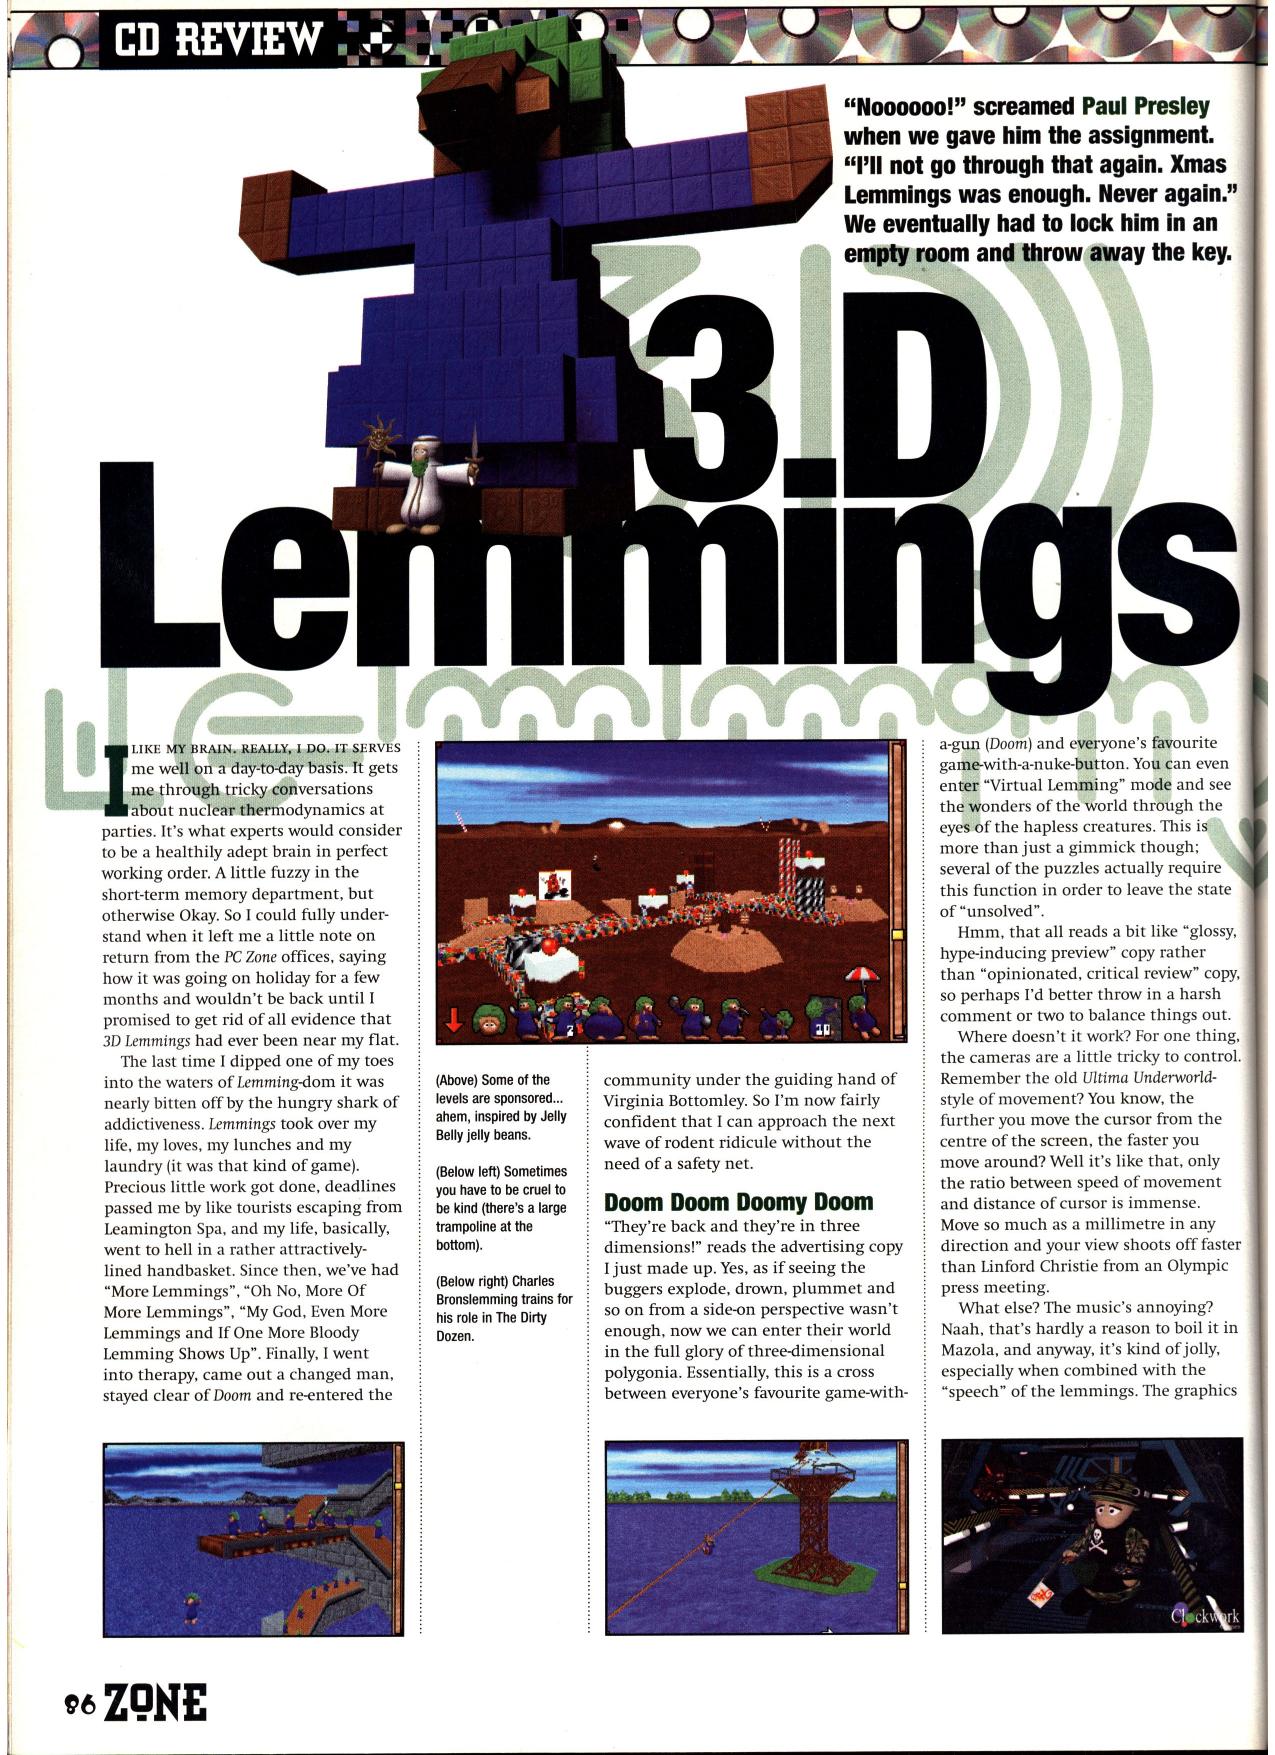 CD REVIEW
“Noooooo!” screamed Paul Presley
when we gave him the assignment.
“I’ll not go through that again. Xmas
Lemmings was enough. Never again.”
We eventually had to lock him in an
empty room and throw away the key.
3D
Lemmings
I LIKE MY BRAIN. REALLY, I DO. IT SERVES
me well on a day-to-day basis. It gets
me through tricky conversations
about nuclear thermodynamics at
parties. It’s what experts would consider
to be a healthily adept brain in perfect
working order. A little fuzzy in the
short-term memory department, but
otherwise Okay. So I could fully under-
stand when it left me a little note on
return from the PC Zone offices, saying
how it was going on holiday for a few
months and wouldn’t be back until I
promised to get rid of all evidence that
3D Lemmings had ever been near my flat.
The last time I dipped one of my toes
into the waters of Lemming-dom it was
nearly bitten off by the hungry shark of
addictiveness. Lemmings took over my
life, my loves, my lunches and my
laundry (it was that kind of game).
Precious little work got done, deadlines
passed me by like tourists escaping from
Leamington Spa, and my life, basically,
went to hell in a rather attractively-
lined handbasket. Since then, we’ve had
“More Lemmings”, “Oh No, More Of
More Lemmings”, “My God, Even More
Lemmings and If One More Bloody
Lemming Shows Up”. Finally, I went
into therapy, came out a changed man,
stayed clear of Doom and re-entered the
2
10
(Above) Some of the
levels are sponsored...
ahem, inspired by Jelly
Belly jelly beans.
(Below left) Sometimes
you have to be cruel to
be kind (there’s a large
trampoline at the
bottom).
(Below right) Charles
Bronslemming trains for
his role in The Dirty
Dozen.
community under the guiding hand of
Virginia Bottomley. So I’m now fairly
confident that I can approach the next
wave of rodent ridicule without the
need of a safety net.
Doom Doom Doomy Doom
“They’re back and they’re in three
dimensions!” reads the advertising copy
I just made up. Yes, as if seeing the
buggers explode, drown, plummet and
so on from a side-on perspective wasn’t
enough, now we can enter their world
in the full glory of three-dimensional
polygonia. Essentially, this is a cross
between everyone’s favourite game-with-
a-gun (Doom) and everyone’s favourite
game-with-a-nuke-button. You can even
enter “Virtual Lemming” mode and see
the wonders of the world through the
eyes of the hapless creatures. This is
more than just a gimmick though;
several of the puzzles actually require
this function in order to leave the state
of “unsolved”.
Hmm, that all reads a bit like “glossy,
hype-inducing preview” copy rather
than “opinionated, critical review” copy,
so perhaps I’d better throw in a harsh
comment or two to balance things out.
Where doesn’t it work? For one thing,
the cameras are a little tricky to control.
Remember the old Ultima Underworld-
style of movement? You know, the
further you move the cursor from the
centre of the screen, the faster you
move around? Well it’s like that, only
the ratio between speed of movement
and distance of cursor is immense.
Move so much as a millimetre in any
direction and your view shoots off faster
than Linford Christie from an Olympic
press meeting.
What else? The music’s annoying?
Naah, that’s hardly a reason to boil it in
Mazola, and anyway, it’s kind of jolly,
especially when combined with the
“speech” of the lemmings. The graphics
Clockwork
86 ZONE